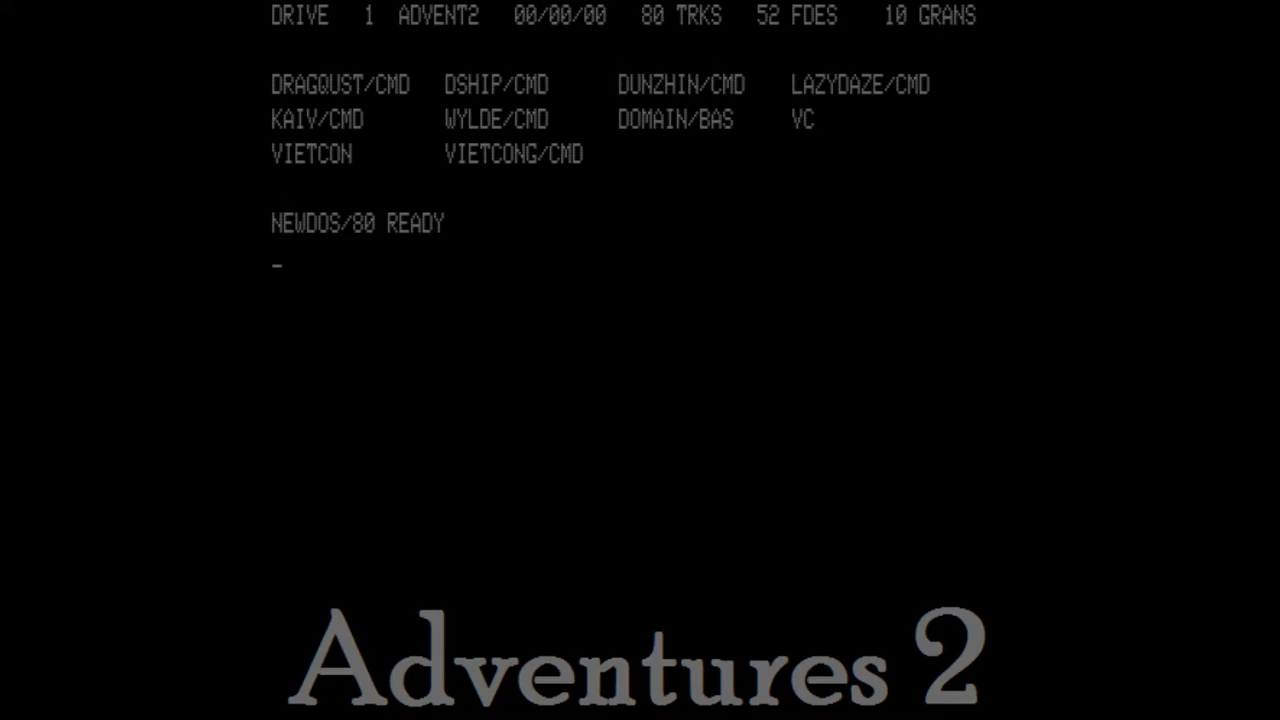 DRIVE 1 ADVENT2 00/00/00 80 TRKS 52 FDES 10 GRANS
DRAGQUST/CMD DSHIP/CMD DUNZHIN/CMD LAZYDAZE/CMD
KAIV/CMD WYLDE/CMD DOMAIN/BAS VC
VIETCON VIETCONG/CMD
NEWDOS/80 READY
_
Adventures 2